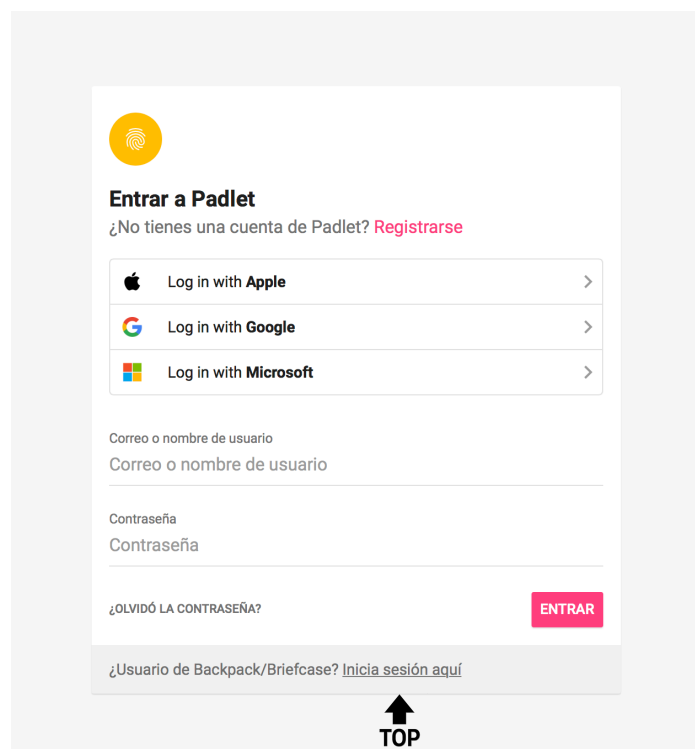 Entrar a Padlet
¿No tienes una cuenta de Padlet? Registrarse
Log in with Apple
Log in with Google
Log in with Microsoft
Correo o nombre de usuario
Correo o nombre de usuario
Contraseña
Contraseña
¿OLVIDÓ LA CONTRASEÑA? ENTRAR
¿Usuario de Backpack/Briefcase? Inicia sesión aquí
TOP